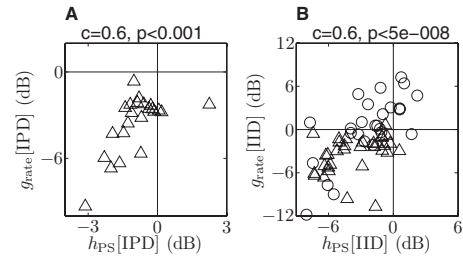 A
c=0.6, p<0.001
0
−6
g_rate[IPD] (dB)
−3 0 3
h_PS[IPD] (dB)
B
c=0.6, p<5e−008
12
6
0
−6
−12
g_rate[IID] (dB)
−6 0 6
h_PS[IID] (dB)